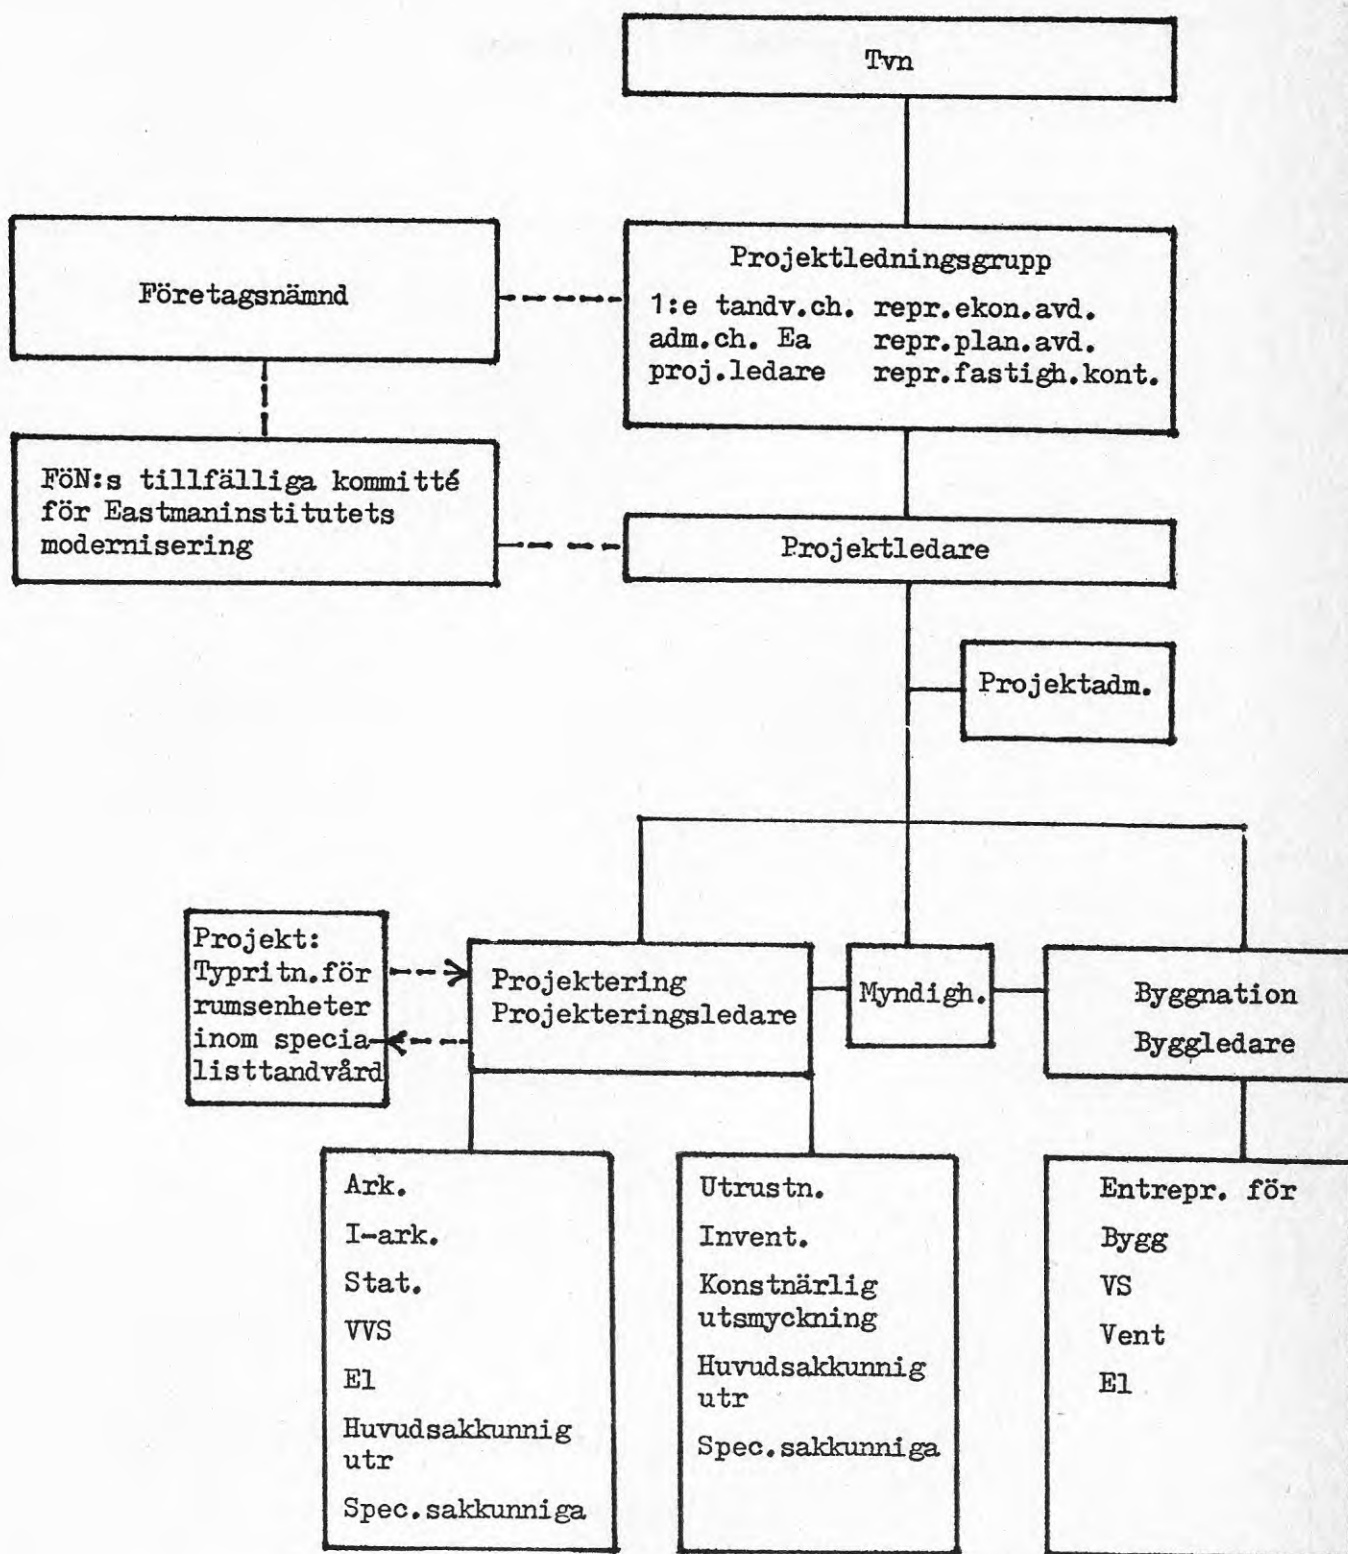 Tvn
Projektledningsgrupp
1:e tandv.ch. repr.ekon.avd.
adm.ch. Ea repr.plan.avd.
proj.ledare repr.fastigh.kont.
Företagsnämnd
FöN:s tillfälliga kommitté
för Eastmaninstitutets
modernisering
Projektledare
Projektadm.
Projekt:
Typritn.för
rumsenheter
inom specia-
listtandvård
Projektering
Projekteringsledare
Myndigh.
Byggnation
Byggledare
Ark.
I-ark.
Stat.
VVS
El
Huvudsakkunnig
utr
Spec.sakkunniga
Utrustn.
Invent.
Konstnärlig
utsmyckning
Huvudsakkunnig
utr
Spec.sakkunniga
Entrepr. för
Bygg
VS
Vent
El